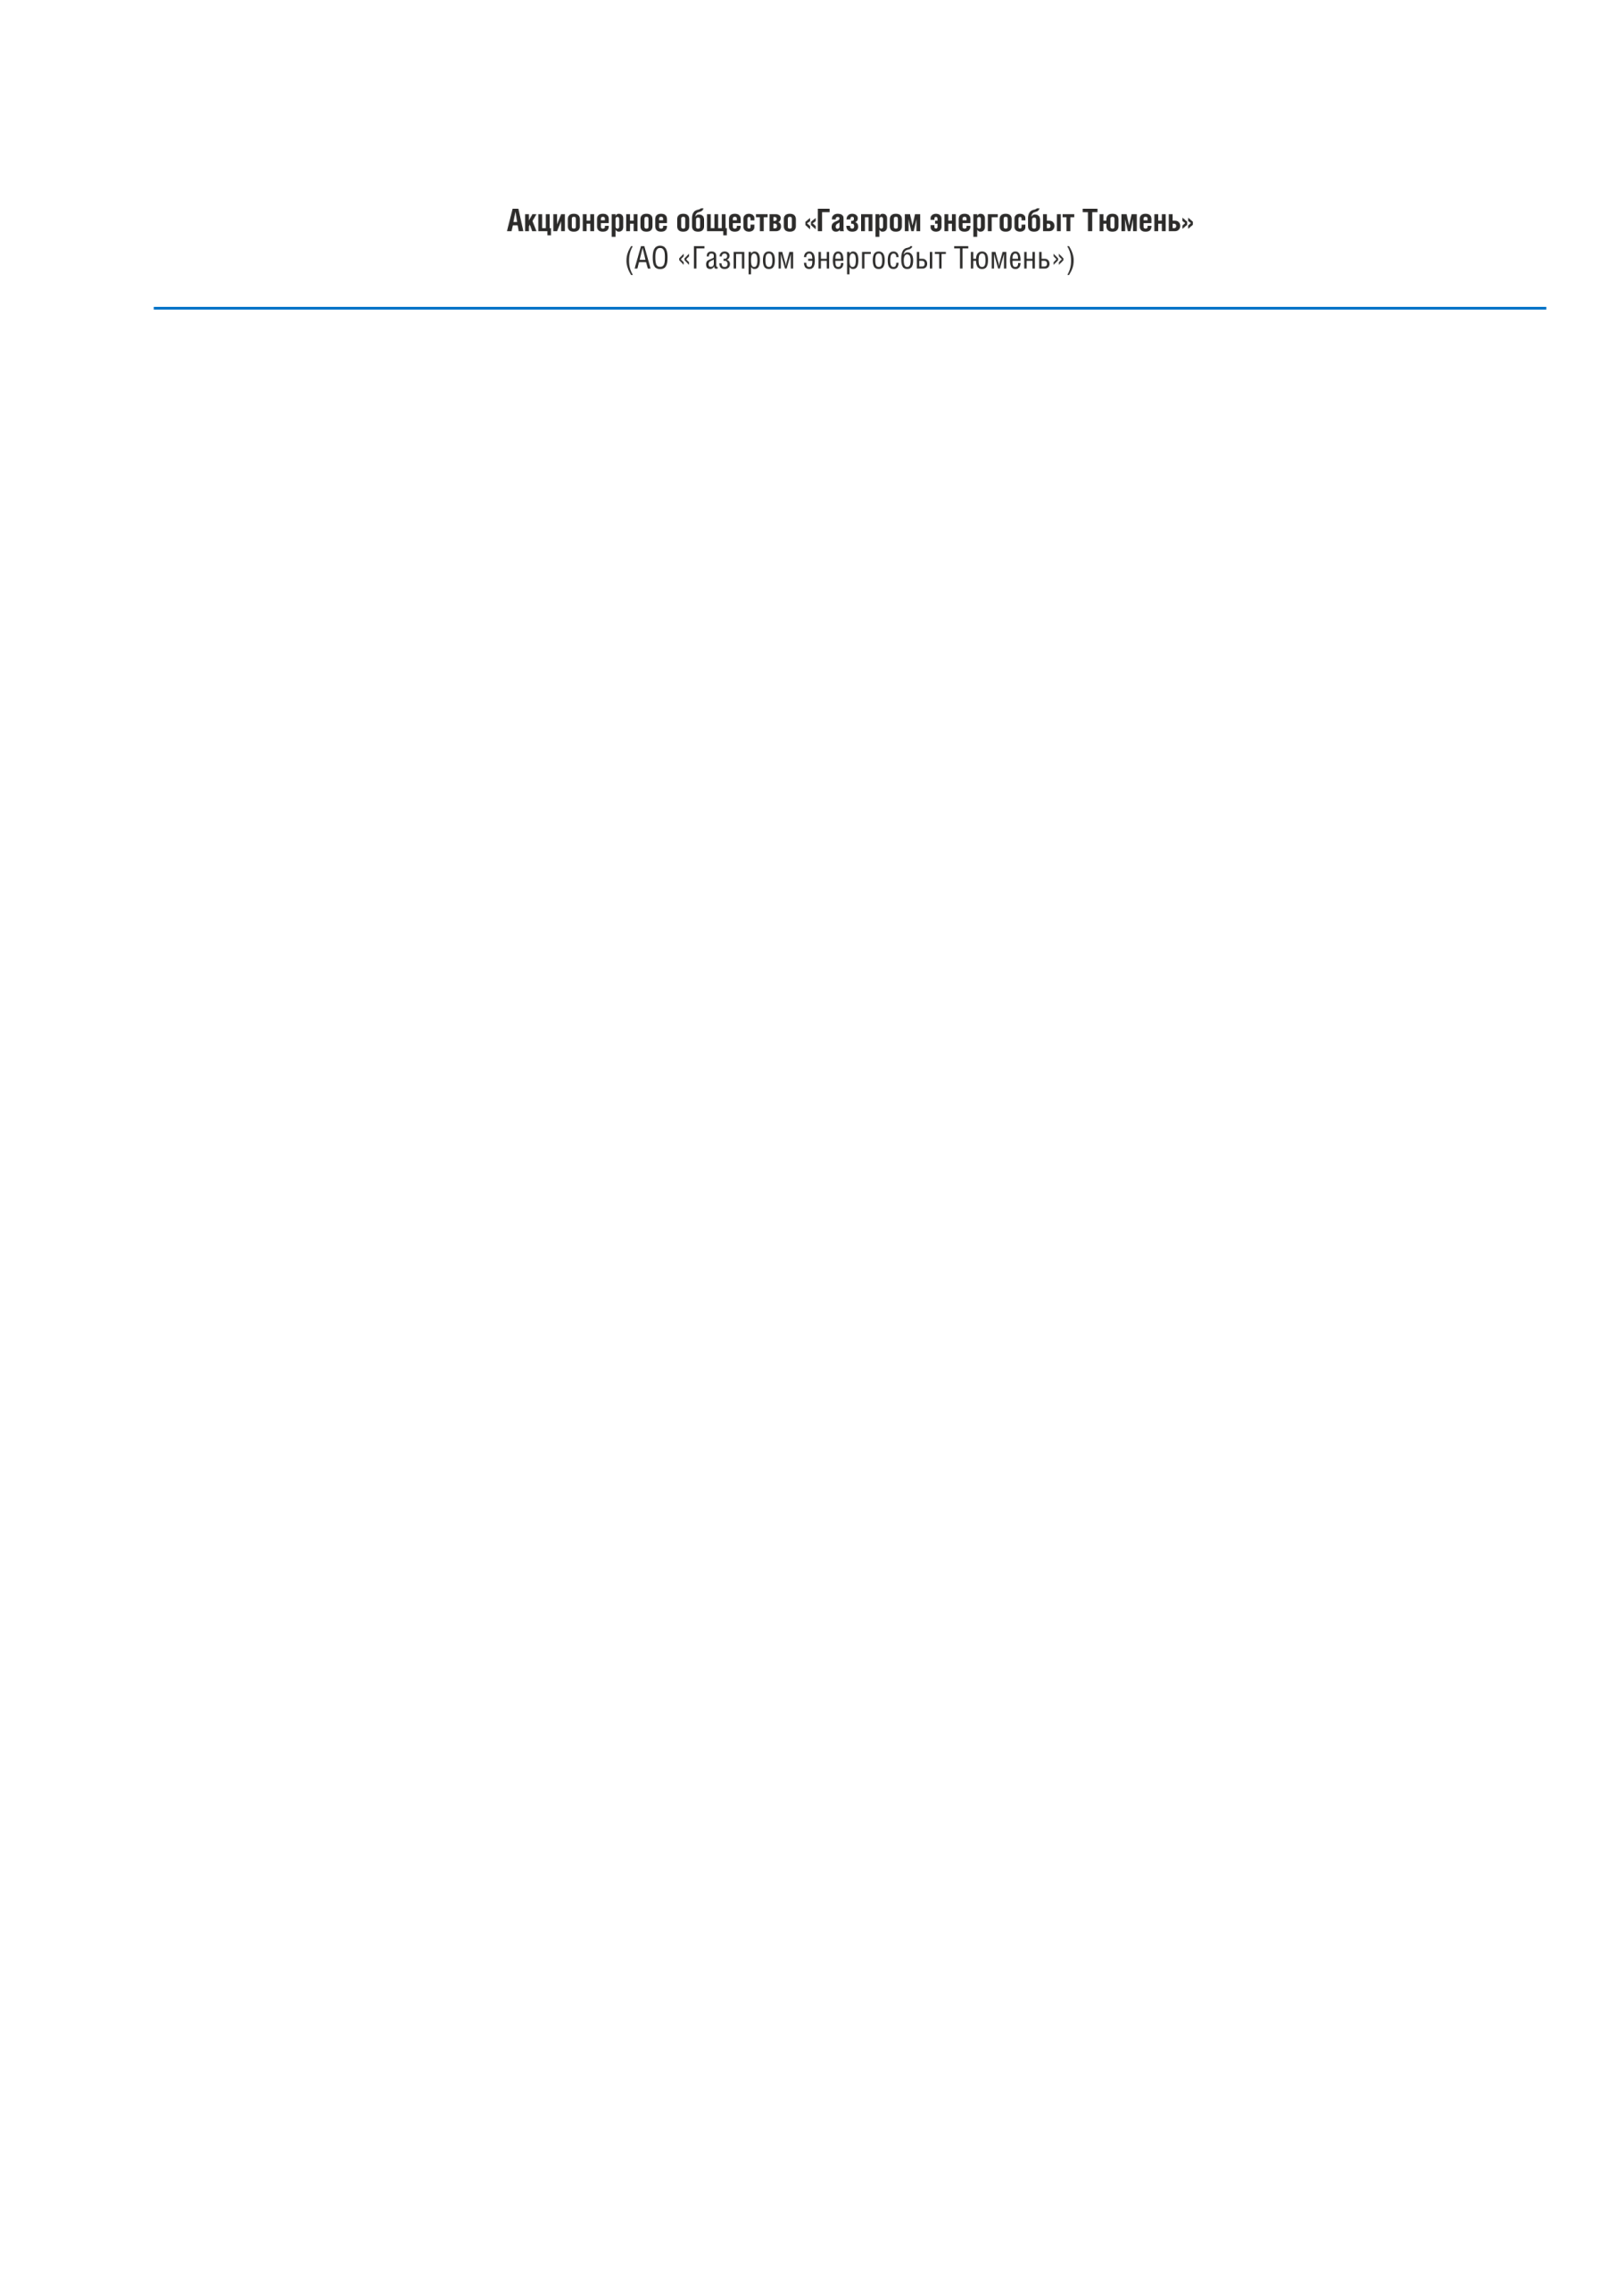 Акционерное общество «Газпром энергосбыт Тюмень»
(АО «Газпром энергосбыт Тюмень»)